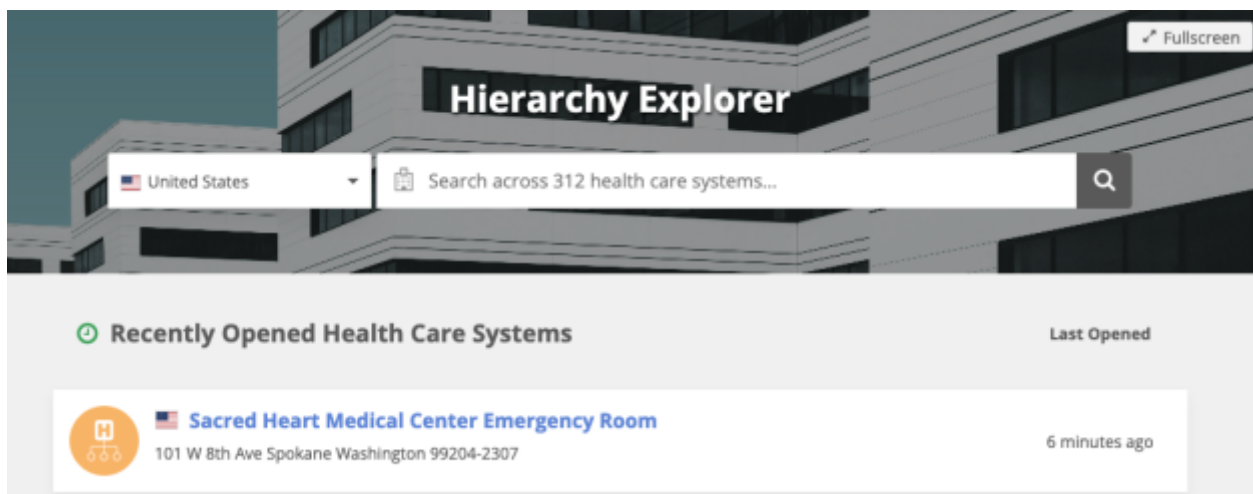 Fullscreen
Hierarchy Explorer
United States
Search across 312 health care systems...
Recently Opened Health Care Systems
Last Opened
H
Sacred Heart Medical Center Emergency Room
101 W 8th Ave Spokane Washington 99204-2307
6 minutes ago